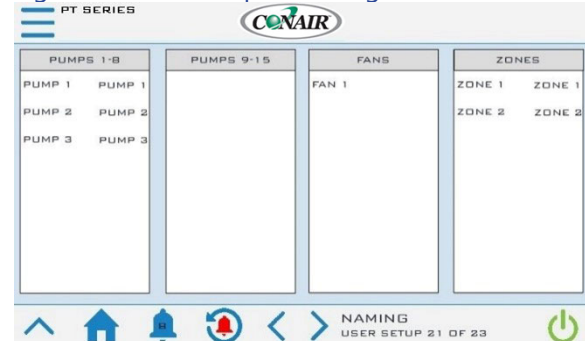 PT SERIES
CONAIR
PUMPS 1-8
PUMP 1 PUMP 1
PUMP 2 PUMP 2
PUMP 3 PUMP 3
PUMPS 9-15
FANS
FAN 1
ZONES
ZONE 1 ZONE 1
ZONE 2 ZONE 2
NAMING
USER SETUP 21 OF 23